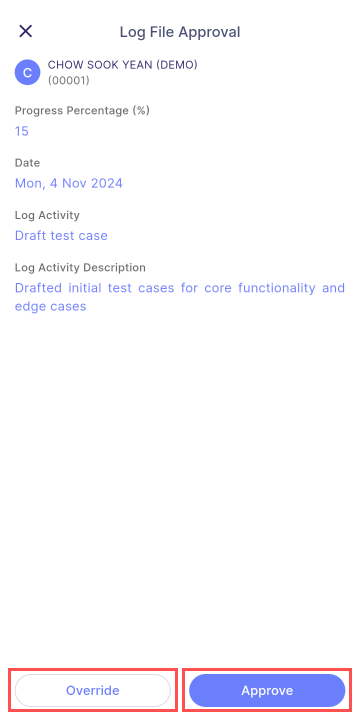 Log File Approval
C
CHOW SOOK YEAN (DEMO)
(00001)
Progress Percentage (%)
15
Date
Mon, 4 Nov 2024
Log Activity
Draft test case
Log Activity Description
Drafted initial test cases for core functionality and
edge cases
Override
Approve